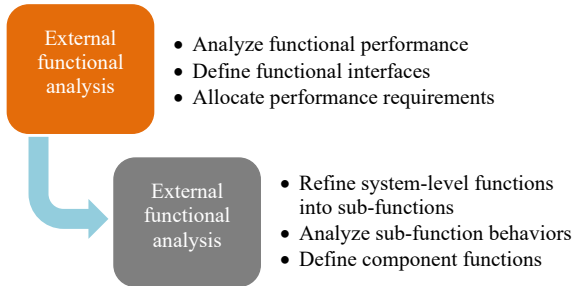 External
functional
analysis
• Analyze functional performance
• Define functional interfaces
• Allocate performance requirements
External
functional
analysis
• Refine system-level functions
into sub-functions
• Analyze sub-function behaviors
• Define component functions